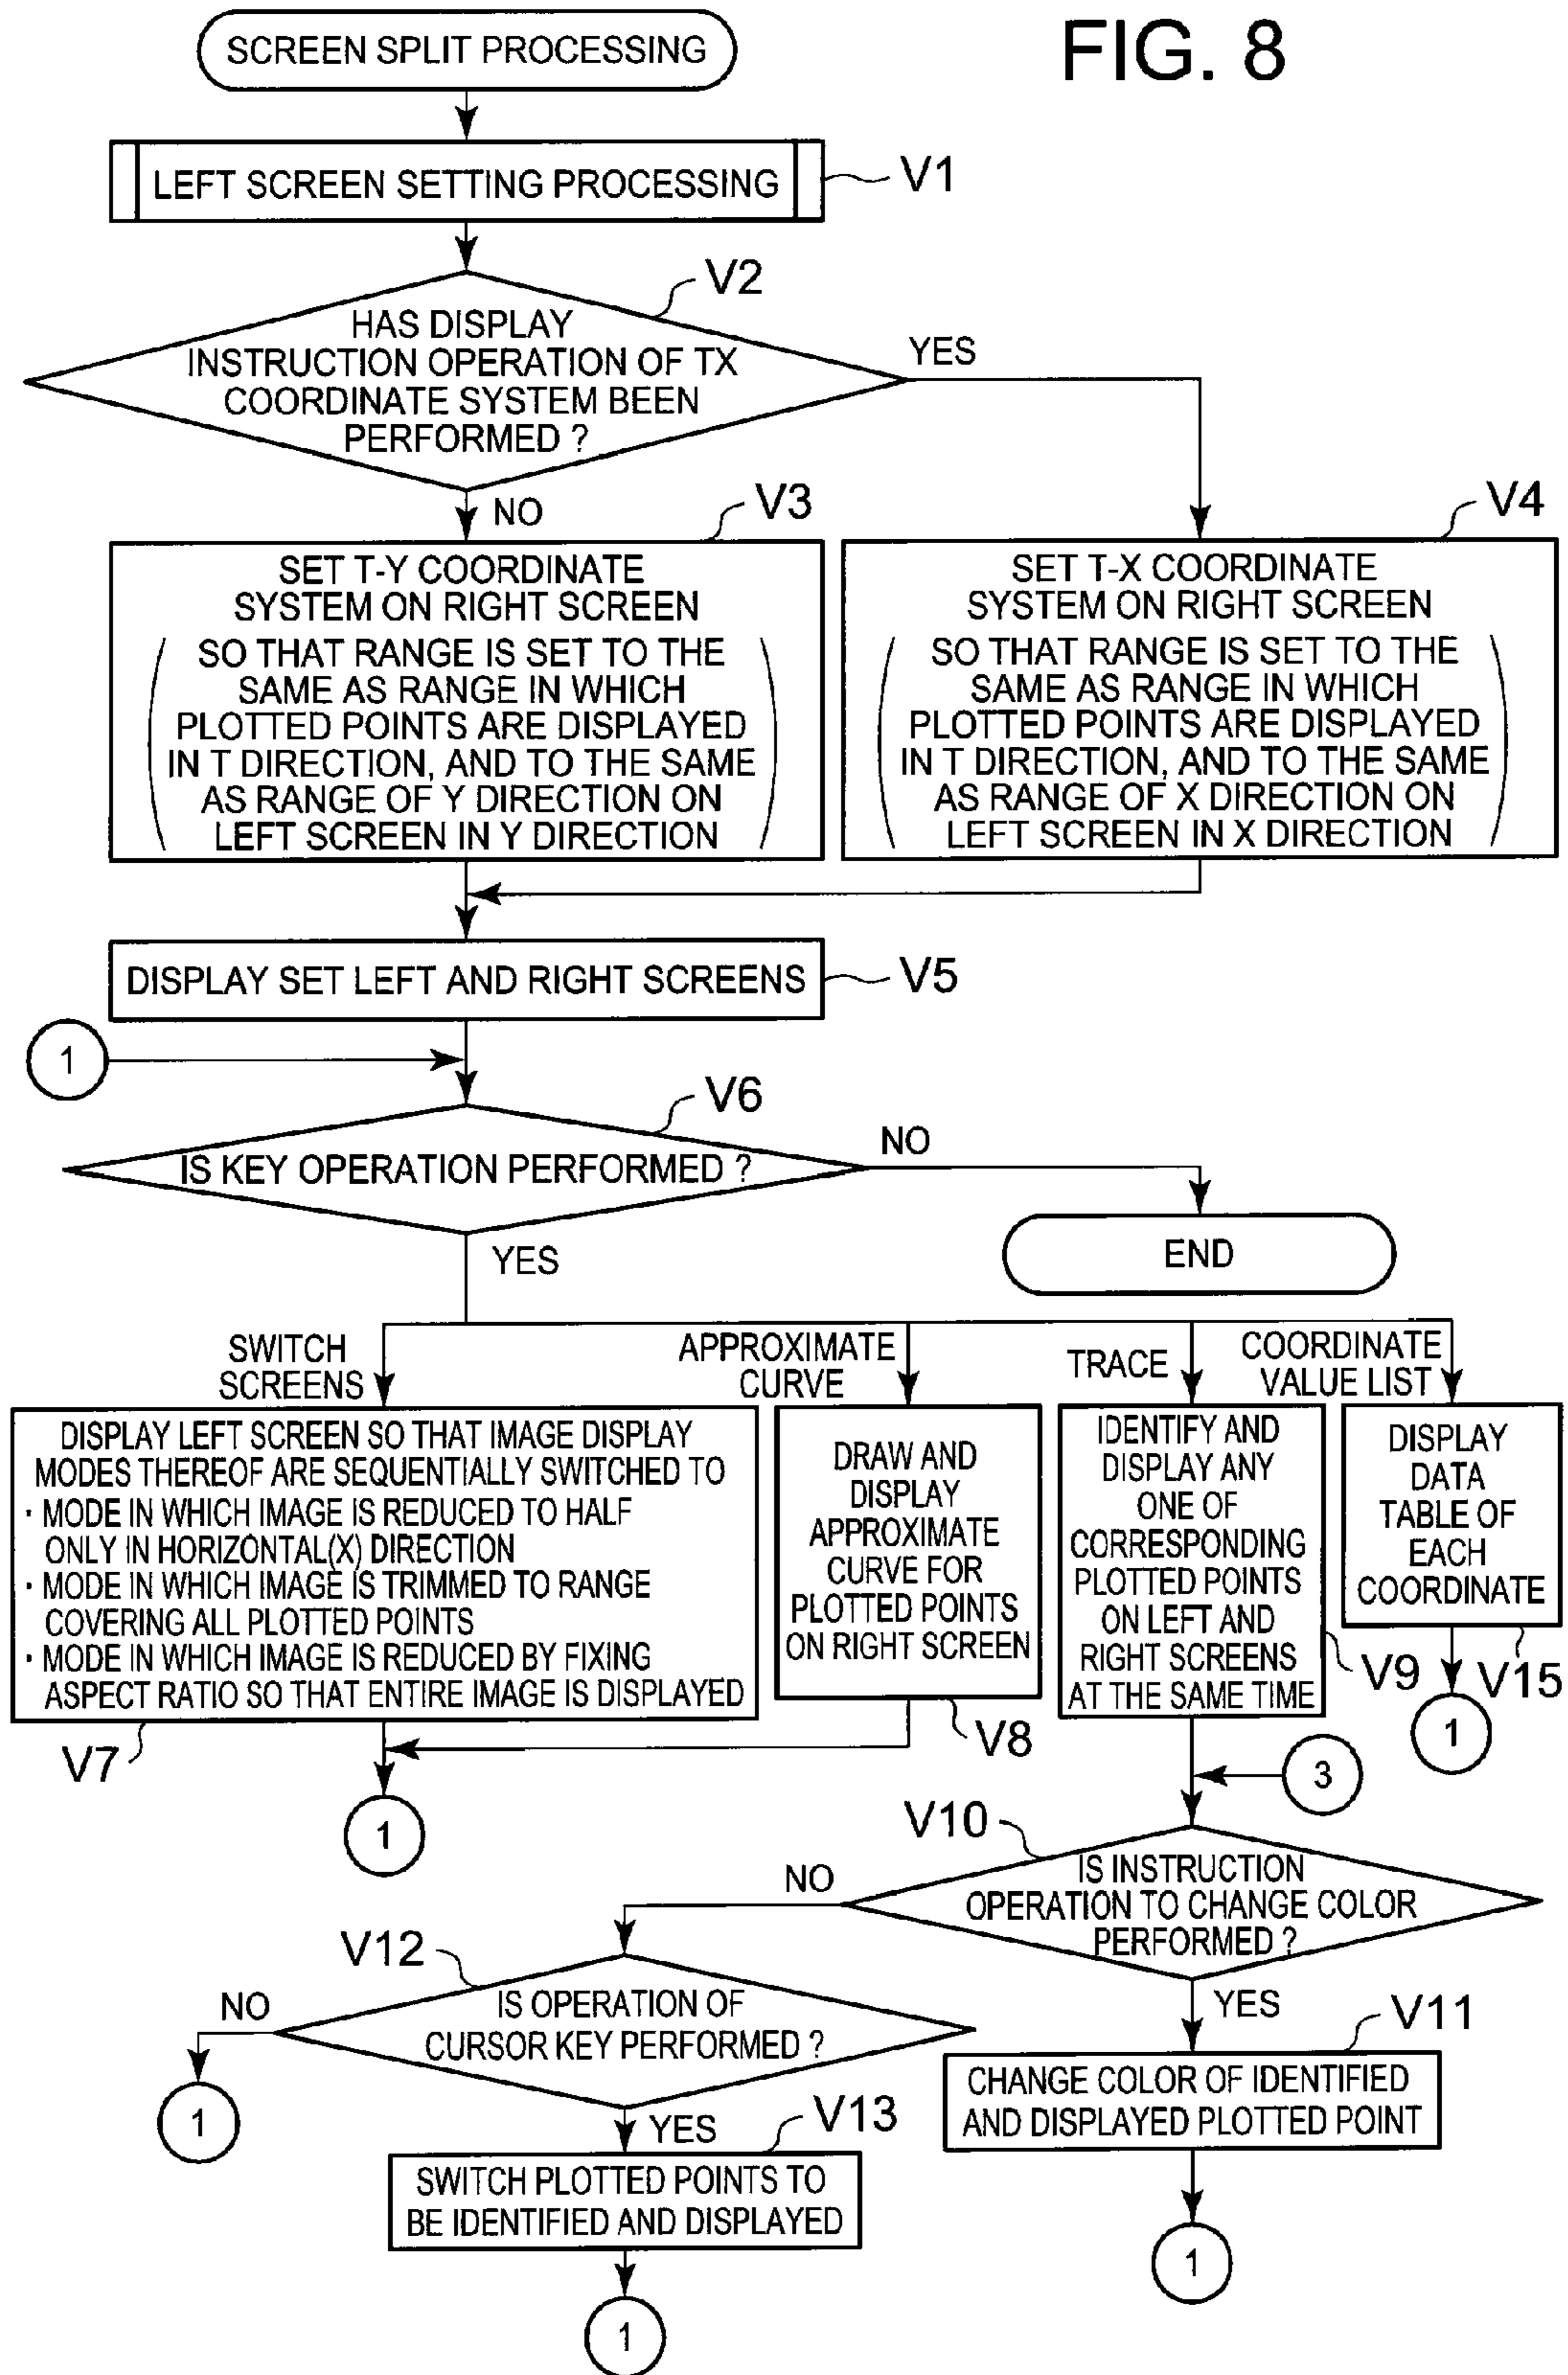 FIG. 8
SCREEN SPLIT PROCESSING
LEFT SCREEN SETTING PROCESSING
V1
V2
HAS DISPLAY
INSTRUCTION OPERATION OF TX
COORDINATE SYSTEM BEEN
PERFORMED ?
YES
NO
V3
SET T-Y COORDINATE
SYSTEM ON RIGHT SCREEN
SO THAT RANGE IS SET TO THE
SAME AS RANGE IN WHICH
PLOTTED POINTS ARE DISPLAYED
IN T DIRECTION, AND TO THE SAME
AS RANGE OF Y DIRECTION ON
LEFT SCREEN IN Y DIRECTION
V4
SET T-X COORDINATE
SYSTEM ON RIGHT SCREEN
SO THAT RANGE IS SET TO THE
SAME AS RANGE IN WHICH
PLOTTED POINTS ARE DISPLAYED
IN T DIRECTION, AND TO THE SAME
AS RANGE OF X DIRECTION ON
LEFT SCREEN IN X DIRECTION
DISPLAY SET LEFT AND RIGHT SCREENS
V5
1
V6
IS KEY OPERATION PERFORMED ?
NO
END
YES
SWITCH
SCREENS
APPROXIMATE
CURVE
TRACE
COORDINATE
VALUE LIST
DISPLAY LEFT SCREEN SO THAT IMAGE DISPLAY
MODES THEREOF ARE SEQUENTIALLY SWITCHED TO
· MODE IN WHICH IMAGE IS REDUCED TO HALF
ONLY IN HORIZONTAL(X) DIRECTION
· MODE IN WHICH IMAGE IS TRIMMED TO RANGE
COVERING ALL PLOTTED POINTS
· MODE IN WHICH IMAGE IS REDUCED BY FIXING
ASPECT RATIO SO THAT ENTIRE IMAGE IS DISPLAYED
V7
1
DRAW AND
DISPLAY
APPROXIMATE
CURVE FOR
PLOTTED POINTS
ON RIGHT SCREEN
V8
IDENTIFY AND
DISPLAY ANY
ONE OF
CORRESPONDING
PLOTTED POINTS
ON LEFT AND
RIGHT SCREENS
AT THE SAME TIME
V9
DISPLAY
DATA
TABLE OF
EACH
COORDINATE
V15
1
3
V10
IS INSTRUCTION
OPERATION TO CHANGE COLOR
PERFORMED ?
NO
YES
V11
CHANGE COLOR OF IDENTIFIED
AND DISPLAYED PLOTTED POINT
1
V12
IS OPERATION OF
CURSOR KEY PERFORMED ?
NO
1
YES
V13
SWITCH PLOTTED POINTS TO
BE IDENTIFIED AND DISPLAYED
1